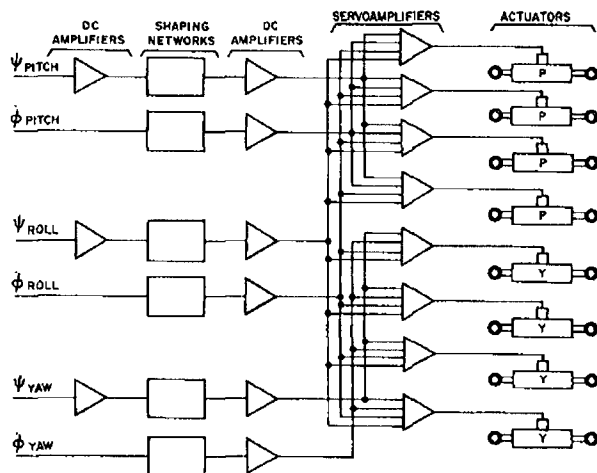 DC AMPLIFIERS
SHAPING NETWORKS
DC AMPLIFIERS
SERVOAMPLIFIERS
ACTUATORS
ψ PITCH
P
P
φ̇ PITCH
P
P
ψ ROLL
Y
φ̇ ROLL
Y
Y
ψ YAW
Y
φ̇ YAW